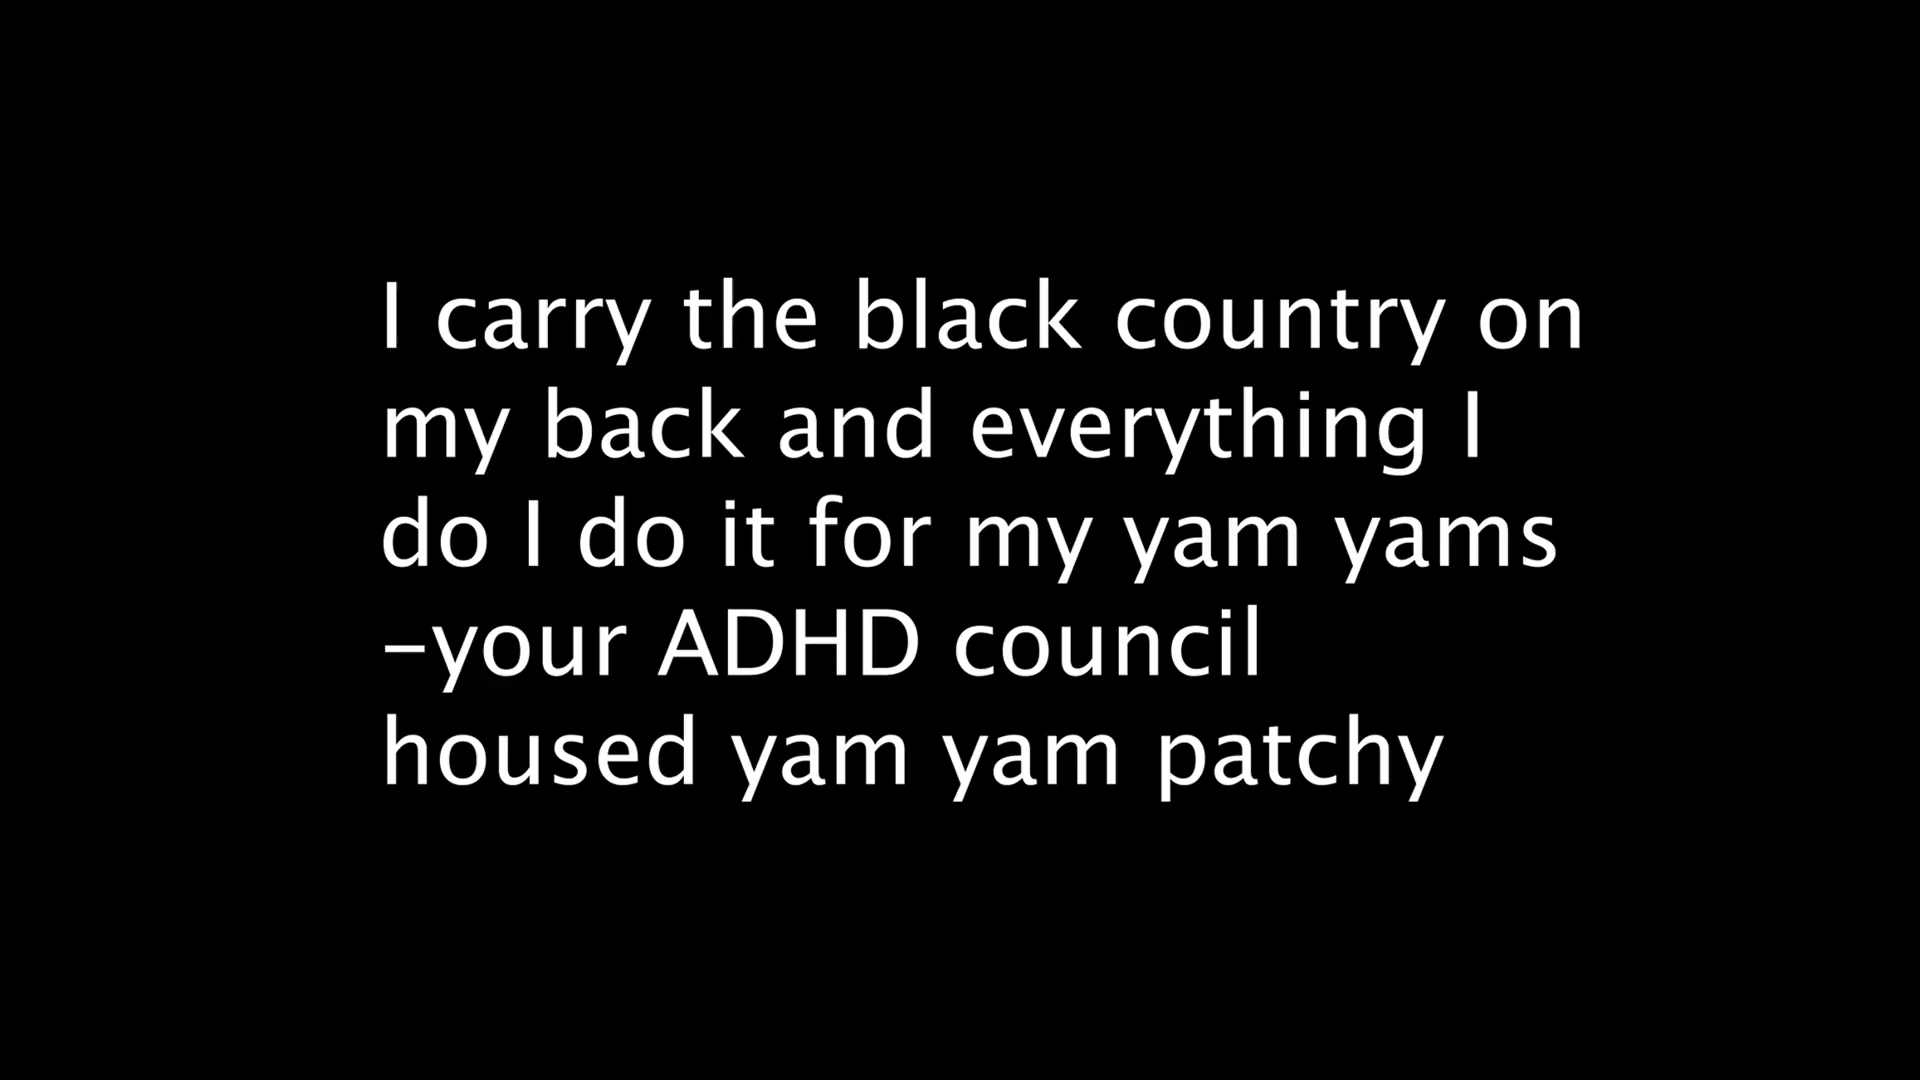 I carry the black country on
my back and everything I
do I do it for my yam yams
-your ADHD council
housed yam yam patchy